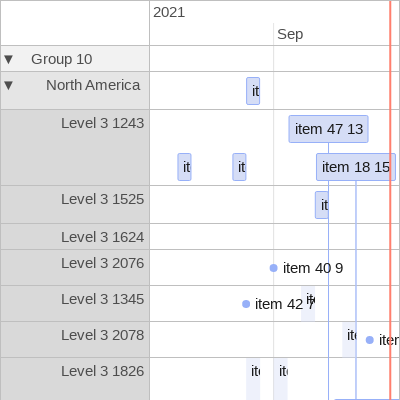 2021
Sep
▼ Group 10
▼ North America
it
Level 3 1243
item 47 13
it
it
item 18 15
Level 3 1525
it
Level 3 1624
Level 3 2076
item 40 9
Level 3 1345
item 42 7
Level 3 2078
ite
iter
Level 3 1826
ite
ite